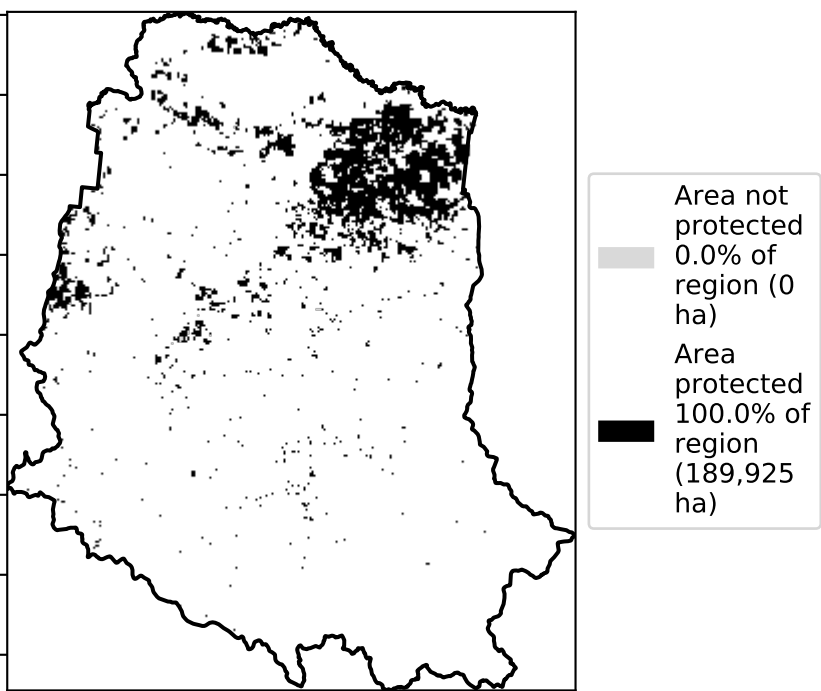 Area not
protected
0.0% of
region (0
ha)
Area
protected
100.0% of
region
(189,925
ha)